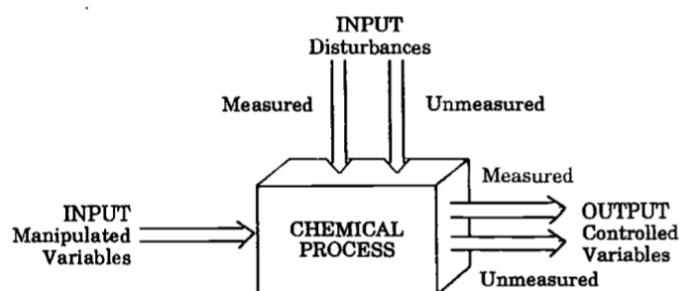 INPUT
Disturbances
Measured
Unmeasured
Measured
INPUT
Manipulated
Variables
CHEMICAL
PROCESS
OUTPUT
Controlled
Variables
Unmeasured